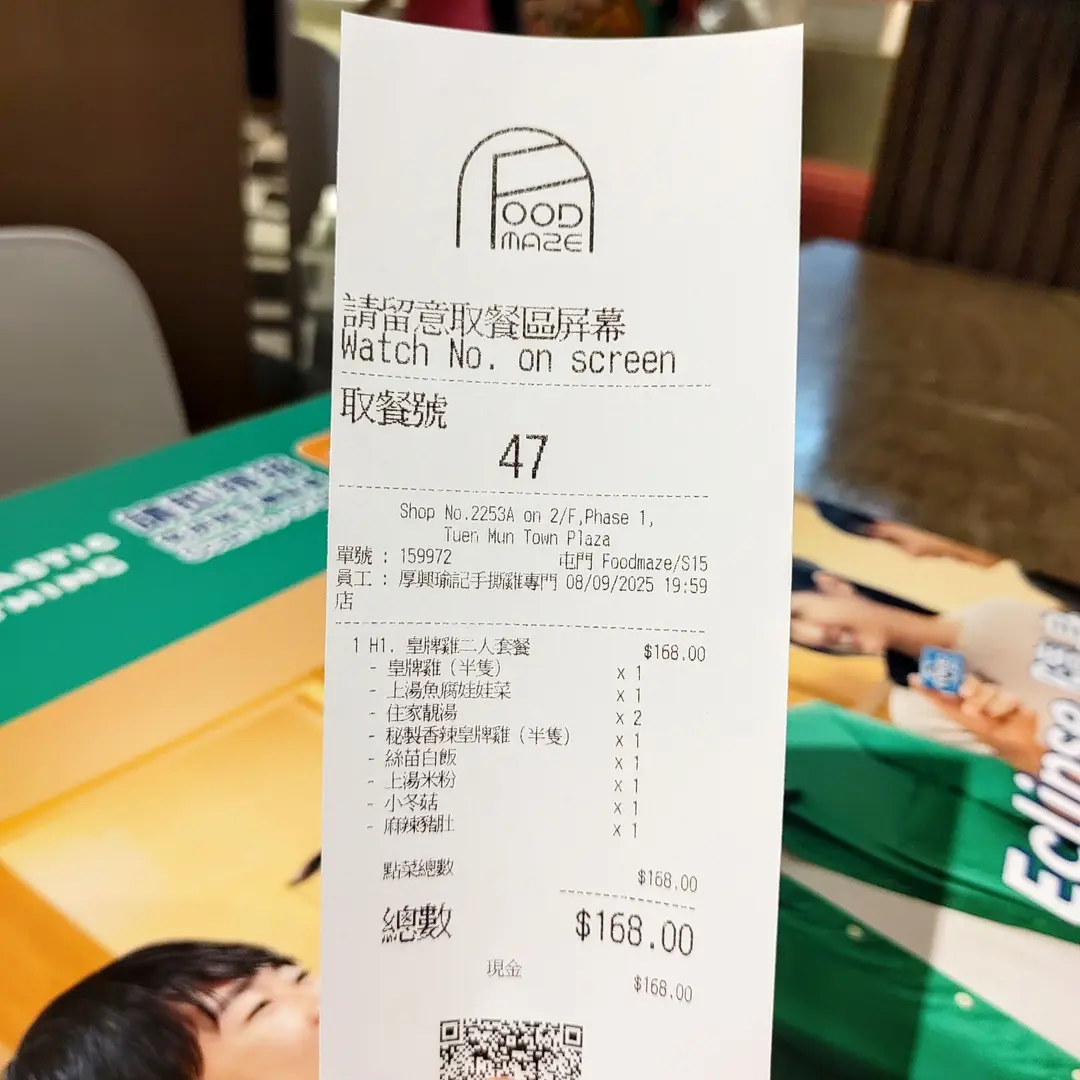 FOOD
MAZE
請留意取餐區屏幕
Watch No. on screen
取餐號
47
Shop No.2253A on 2/F,Phase 1,
Tuen Mun Town Plaza
單號 : 159972 屯門 Foodmaze/S15
員工 : 厚興瑜記手撕雞專門 08/09/2025 19:59
店
1 H1. 皇牌雞二人套餐 $168.00
- 皇牌雞（半隻） x 1
- 上湯魚腐娃娃菜 x 1
- 住家靚湯 x 2
- 秘製香辣皇牌雞（半隻） x 1
- 絲苗白飯 x 1
- 上湯米粉 x 1
- 小冬菇 x 1
- 麻辣豬肚 x 1
點菜總數 $168.00
總數 $168.00
現金 $168.00
Eclipse